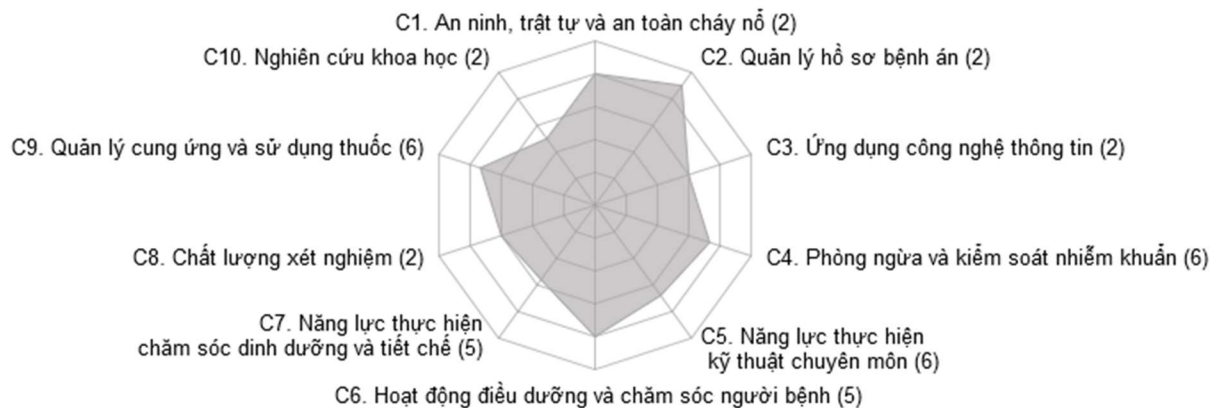 C1. An ninh, trật tự và an toàn cháy nổ (2)
C2. Quản lý hồ sơ bệnh án (2)
C3. Ứng dụng công nghệ thông tin (2)
C4. Phòng ngừa và kiểm soát nhiễm khuẩn (6)
C5. Năng lực thực hiện
kỹ thuật chuyên môn (6)
C6. Hoạt động điều dưỡng và chăm sóc người bệnh (5)
C7. Năng lực thực hiện
chăm sóc dinh dưỡng và tiết chế (5)
C8. Chất lượng xét nghiệm (2)
C9. Quản lý cung ứng và sử dụng thuốc (6)
C10. Nghiên cứu khoa học (2)